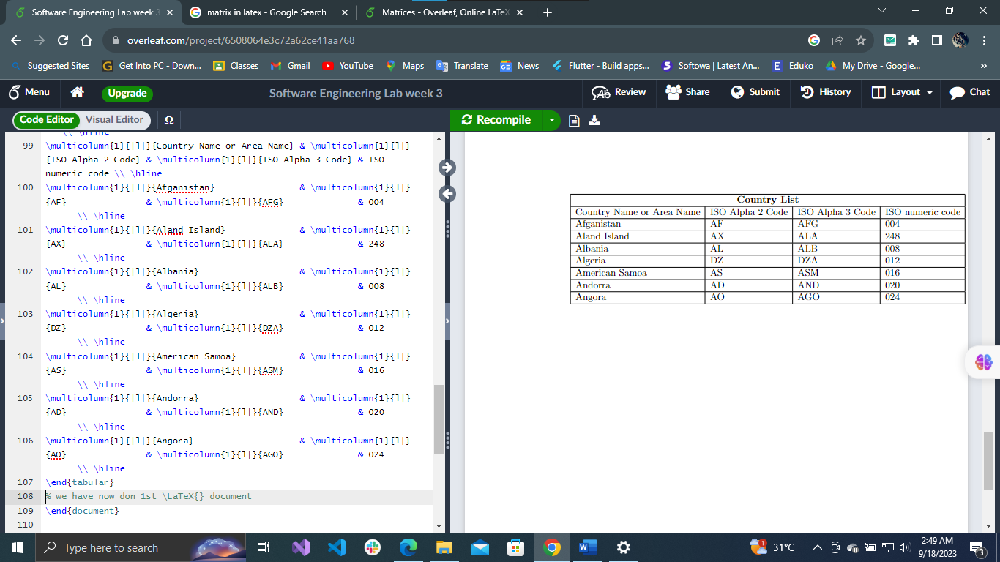 Software Engineering Lab week 3
matrix in latex - Google Search
Matrices - Overleaf, Online LaTeX
overleaf.com/project/6508064e3c72a62ce41aa768
Suggested Sites
Get Into PC - Down...
Classes
Gmail
YouTube
Maps
Translate
News
Flutter - Build apps...
Softowa | Latest An...
Eduko
My Drive - Google...
»
Menu
Upgrade
Software Engineering Lab week 3
Review
Share
Submit
History
Layout
Chat
Code Editor
Visual Editor
Ω
Recompile
\\ \hline
99 \multicolumn{1}{|l|}{Country Name or Area Name} & \multicolumn{1}{l|}
{ISO Alpha 2 Code} & \multicolumn{1}{l|}{ISO Alpha 3 Code} & ISO
numeric code \\ \hline
100 \multicolumn{1}{|l|}{Afganistan} & \multicolumn{1}{l|}
{AF} & \multicolumn{1}{l|}{AFG} & 004
\\ \hline
101 \multicolumn{1}{|l|}{Aland Island} & \multicolumn{1}{l|}
{AX} & \multicolumn{1}{l|}{ALA} & 248
\\ \hline
102 \multicolumn{1}{|l|}{Albania} & \multicolumn{1}{l|}
{AL} & \multicolumn{1}{l|}{ALB} & 008
\\ \hline
103 \multicolumn{1}{|l|}{Algeria} & \multicolumn{1}{l|}
{DZ} & \multicolumn{1}{l|}{DZA} & 012
\\ \hline
104 \multicolumn{1}{|l|}{American Samoa} & \multicolumn{1}{l|}
{AS} & \multicolumn{1}{l|}{ASM} & 016
\\ \hline
105 \multicolumn{1}{|l|}{Andorra} & \multicolumn{1}{l|}
{AD} & \multicolumn{1}{l|}{AND} & 020
\\ \hline
106 \multicolumn{1}{|l|}{Angora} & \multicolumn{1}{l|}
{AO} & \multicolumn{1}{l|}{AGO} & 024
\\ \hline
107 \end{tabular}
108 % we have now don 1st \LaTeX{} document
109 \end{document}
110
Country List
Country Name or Area Name ISO Alpha 2 Code ISO Alpha 3 Code ISO numeric code
Afganistan AF AFG 004
Aland Island AX ALA 248
Albania AL ALB 008
Algeria DZ DZA 012
American Samoa AS ASM 016
Andorra AD AND 020
Angora AO AGO 024
Type here to search
1
31°C
2:49 AM
9/18/2023
3